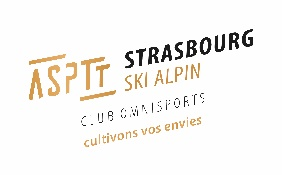 ASPTT STRASBOURG
SKI ALPIN
CLUB OMNISPORTS
cultivons vos envies